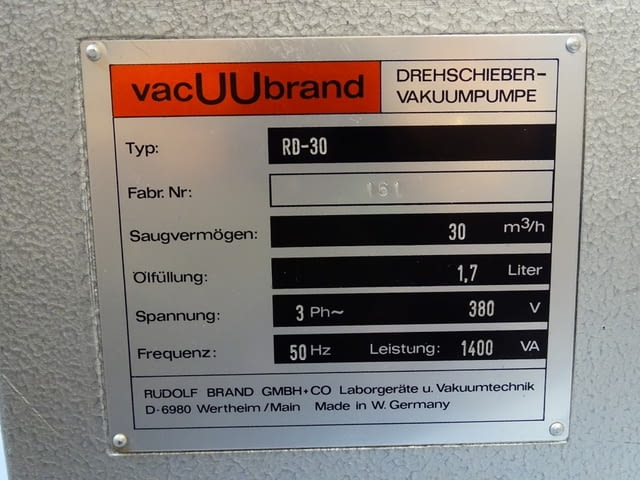 vacUUbrand
DREHSCHIEBER-
VAKUUMPUMPE
Typ: RD-30
Fabr. Nr: 161
Saugvermögen: 30 m³/h
Ölfüllung: 1,7 Liter
Spannung: 3 Ph~ 380 V
Frequenz: 50 Hz Leistung: 1400 VA
RUDOLF BRAND GMBH+CO Laborgeräte u. Vakuumtechnik
D-6980 Wertheim/Main Made in W. Germany